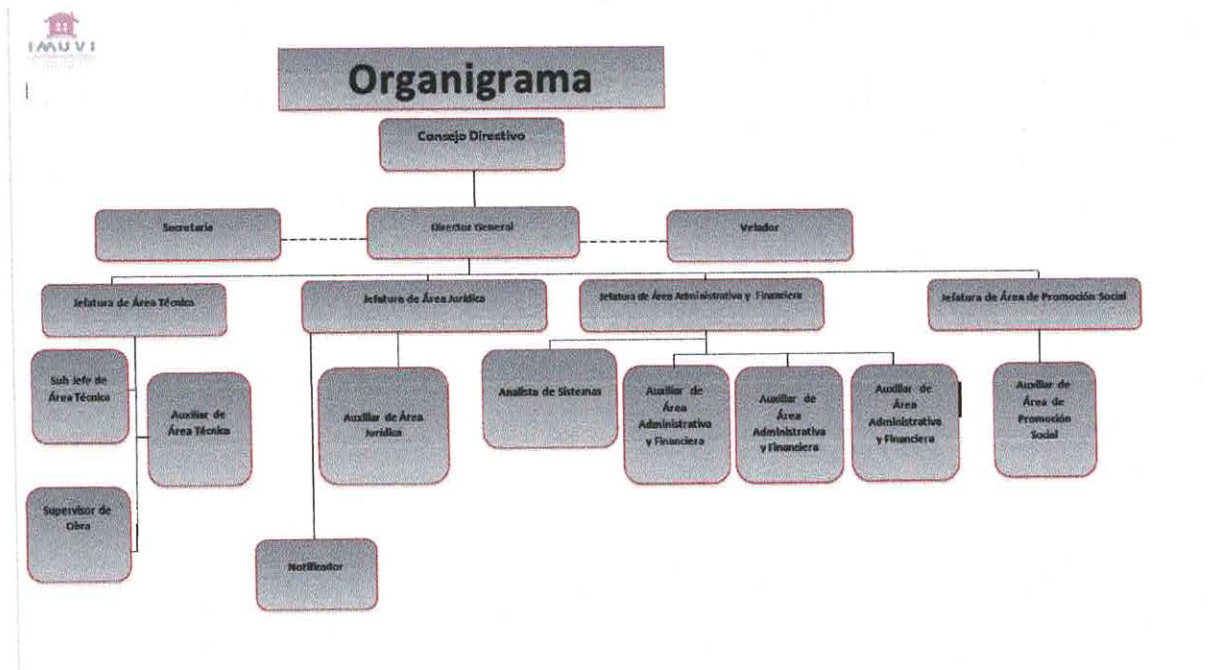 IMUVI
Organigrama
Consejo Directivo
Secretaria
Director General
Velador
Jefatura de Área Técnica
Jefatura de Área Jurídica
Jefatura de Área Administrativa y Financiera
Jefatura de Área de Promoción Social
Sub Jefe de
Área Técnica
Auxiliar de
Área Técnica
Auxiliar de Área
Jurídica
Analista de Sistemas
Auxiliar de
Área
Administrativa
y Financiera
Auxiliar de
Área
Administrativa
y Financiera
Auxiliar de
Área
Administrativa
y Financiera
Auxiliar de
Área de
Promoción
Social
Supervisor de
Obra
Notificador